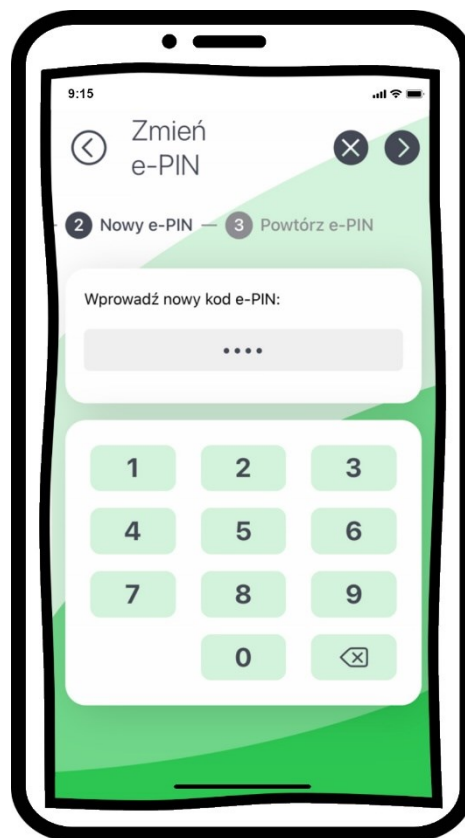 9:15
Zmień
e-PIN
2 Nowy e-PIN — 3 Powtórz e-PIN
Wprowadź nowy kod e-PIN:
••••
1 2 3
4 5 6
7 8 9
0